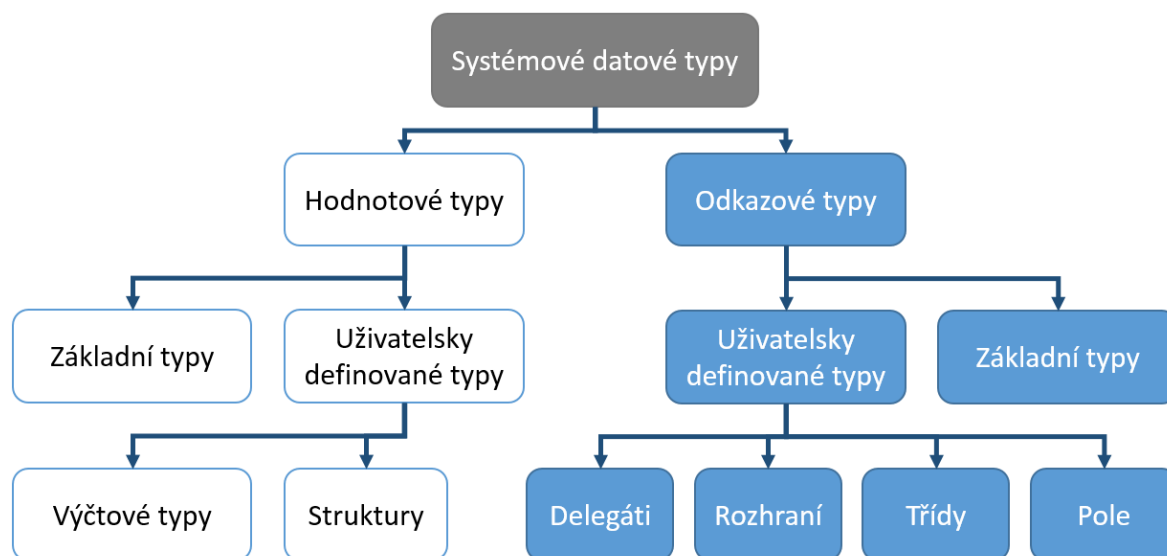 Systémové datové typy
Hodnotové typy
Odkazové typy
Základní typy
Uživatelsky
definované typy
Uživatelsky
definované typy
Základní typy
Výčtové typy
Struktury
Delegáti
Rozhraní
Třídy
Pole